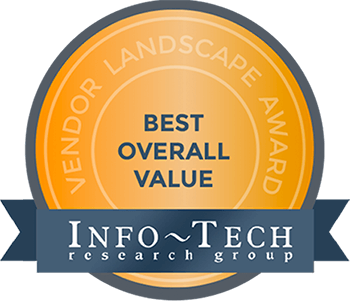 VENDOR LANDSCAPE AWARD
BEST
OVERALL
VALUE
INFO~TECH
research group